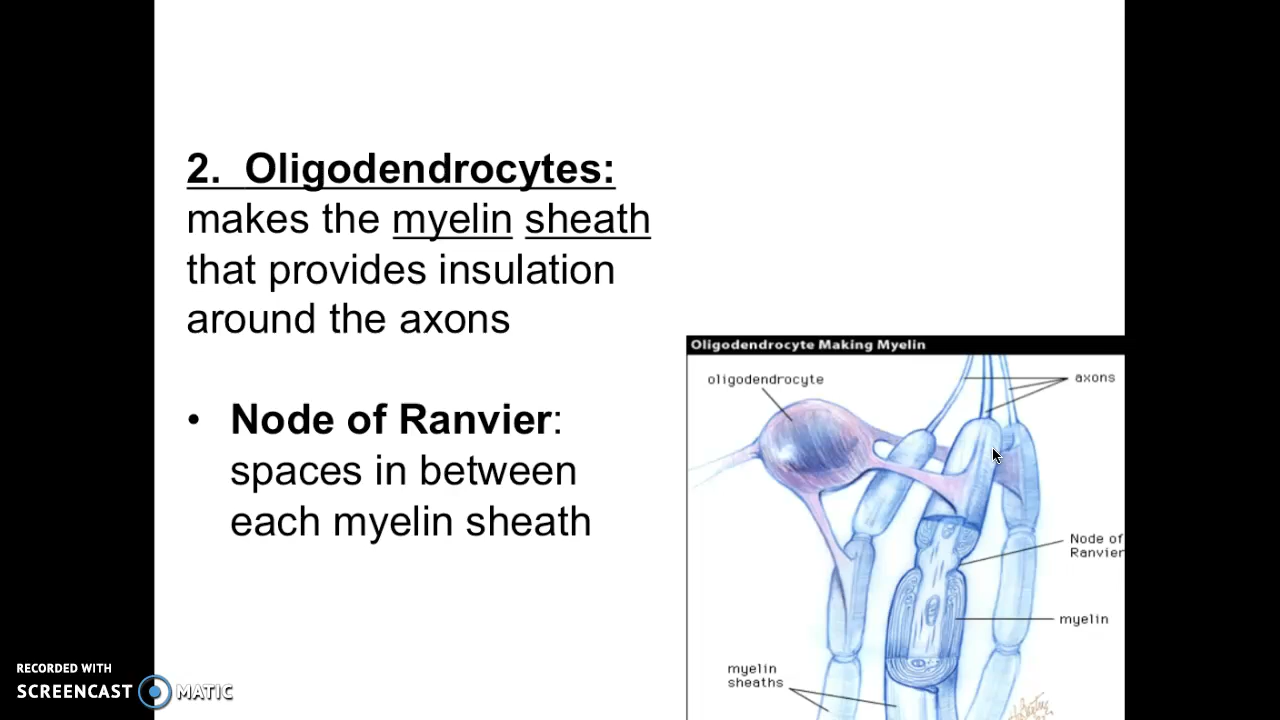 2. Oligodendrocytes:
makes the myelin sheath
that provides insulation
around the axons
• Node of Ranvier:
spaces in between
each myelin sheath
Oligodendrocyte Making Myelin
oligodendrocyte
axons
Node of
Ranvier
myelin
myelin
sheaths
RECORDED WITH
SCREENCAST MATIC